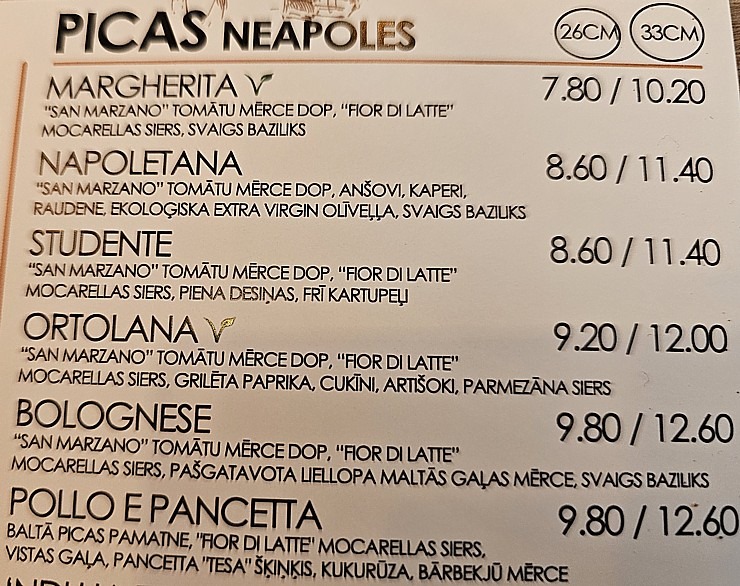 PICAS NEAPOLES 26CM 33CM
MARGHERITA 7.80 / 10.20
"SAN MARZANO" TOMĀTU MĒRCE DOP, "FIOR DI LATTE"
MOCARELLAS SIERS, SVAIGS BAZILIKS
NAPOLETANA 8.60 / 11.40
"SAN MARZANO" TOMĀTU MĒRCE DOP, ANŠOVI, KAPERI,
RAUDENE, EKOLOĢISKA EXTRA VIRGIN OLĪVEĻĻA, SVAIGS BAZILIKS
STUDENTE 8.60 / 11.40
"SAN MARZANO" TOMĀTU MĒRCE DOP, "FIOR DI LATTE"
MOCARELLAS SIERS, PIENA DESIŅAS, FRĪ KARTUPEĻI
ORTOLANA 9.20 / 12.00
"SAN MARZANO" TOMĀTU MĒRCE DOP, "FIOR DI LATTE"
MOCARELLAS SIERS, GRILĒTA PAPRIKA, CUKĪNI, ARTIŠOKI, PARMEZĀNA SIERS
BOLOGNESE 9.80 / 12.60
"SAN MARZANO" TOMĀTU MĒRCE DOP, "FIOR DI LATTE"
MOCARELLAS SIERS, PAŠGATAVOTA LIELLOPA MALTĀS GAĻAS MĒRCE, SVAIGS BAZILIKS
POLLO E PANCETTA 9.80 / 12.60
BALTĀ PICAS PAMATNE, "FIOR DI LATTE" MOCARELLAS SIERS,
VISTAS GAĻA, PANCETTA "TESA" ŠĶIŅĶIS, KUKURŪZA, BĀRBEKJŪ MĒRCE